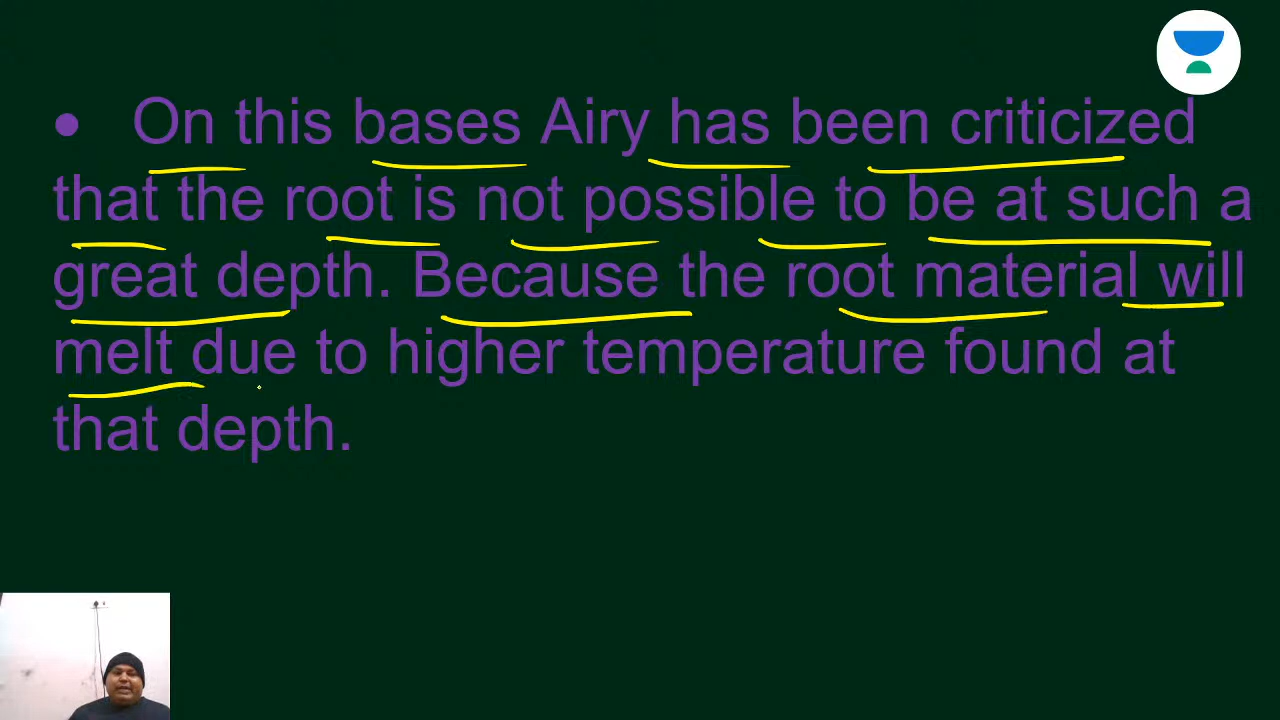 ● On this bases Airy has been criticized
that the root is not possible to be at such a
great depth. Because the root material will
melt due to higher temperature found at
that depth.